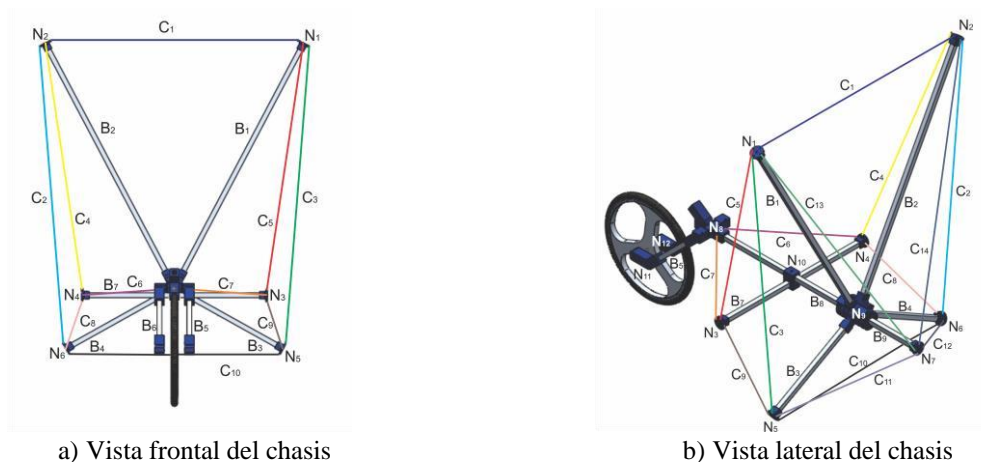 C1
N2
N1
B2
B1
C2
C3
C4
C5
B7
C6
C7
N4
N3
C8
B6
B5
C9
N6
B4
B3
N5
C10
N2
C1
N1
C4
C5
B1
C13
B2
C2
N8
N12
C6
N4
C14
N11
B5
C7
N10
C8
B7
B8
B4
N3
N9
N6
C3
B9
C12
N7
C10
C9
B3
C11
N5
a) Vista frontal del chasis
b) Vista lateral del chasis